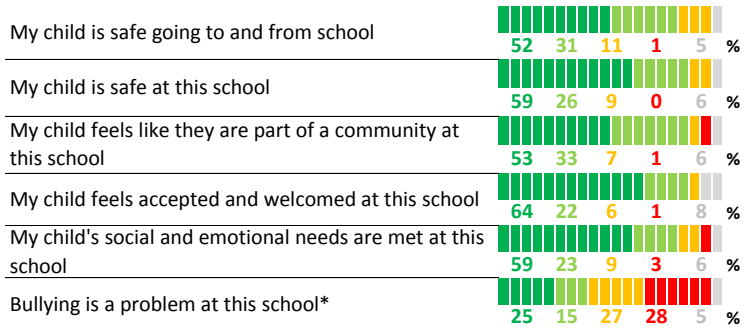 My child is safe going to and from school
52 31 11 1 5 %
My child is safe at this school
59 26 9 0 6 %
My child feels like they are part of a community at
this school
53 33 7 1 6 %
My child feels accepted and welcomed at this school
64 22 6 1 8 %
My child's social and emotional needs are met at this
school
59 23 9 3 6 %
Bullying is a problem at this school*
25 15 27 28 5 %